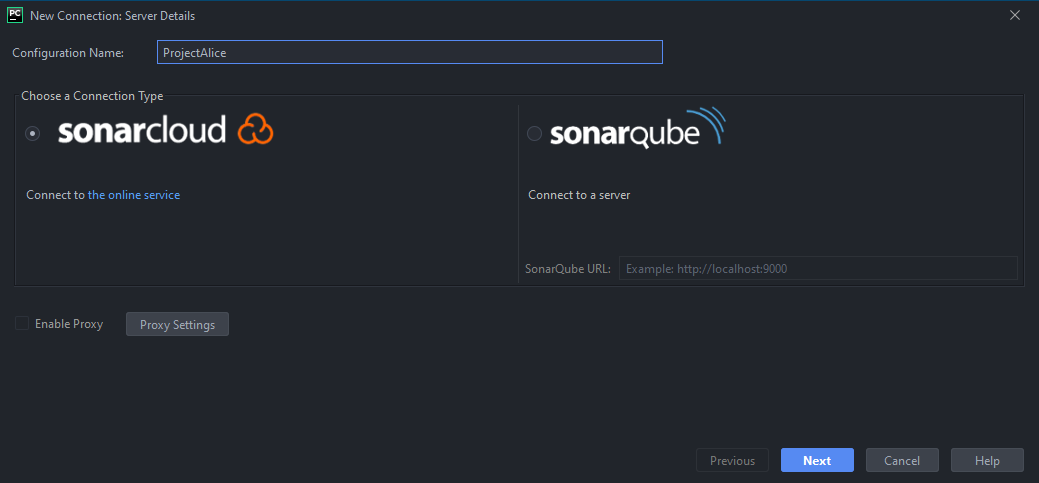 PC New Connection: Server Details
Configuration Name: ProjectAlice
Choose a Connection Type
sonarcloud
sonarqube
Connect to the online service
Connect to a server
SonarQube URL: Example: http://localhost:9000
Enable Proxy Proxy Settings
Previous Next Cancel Help